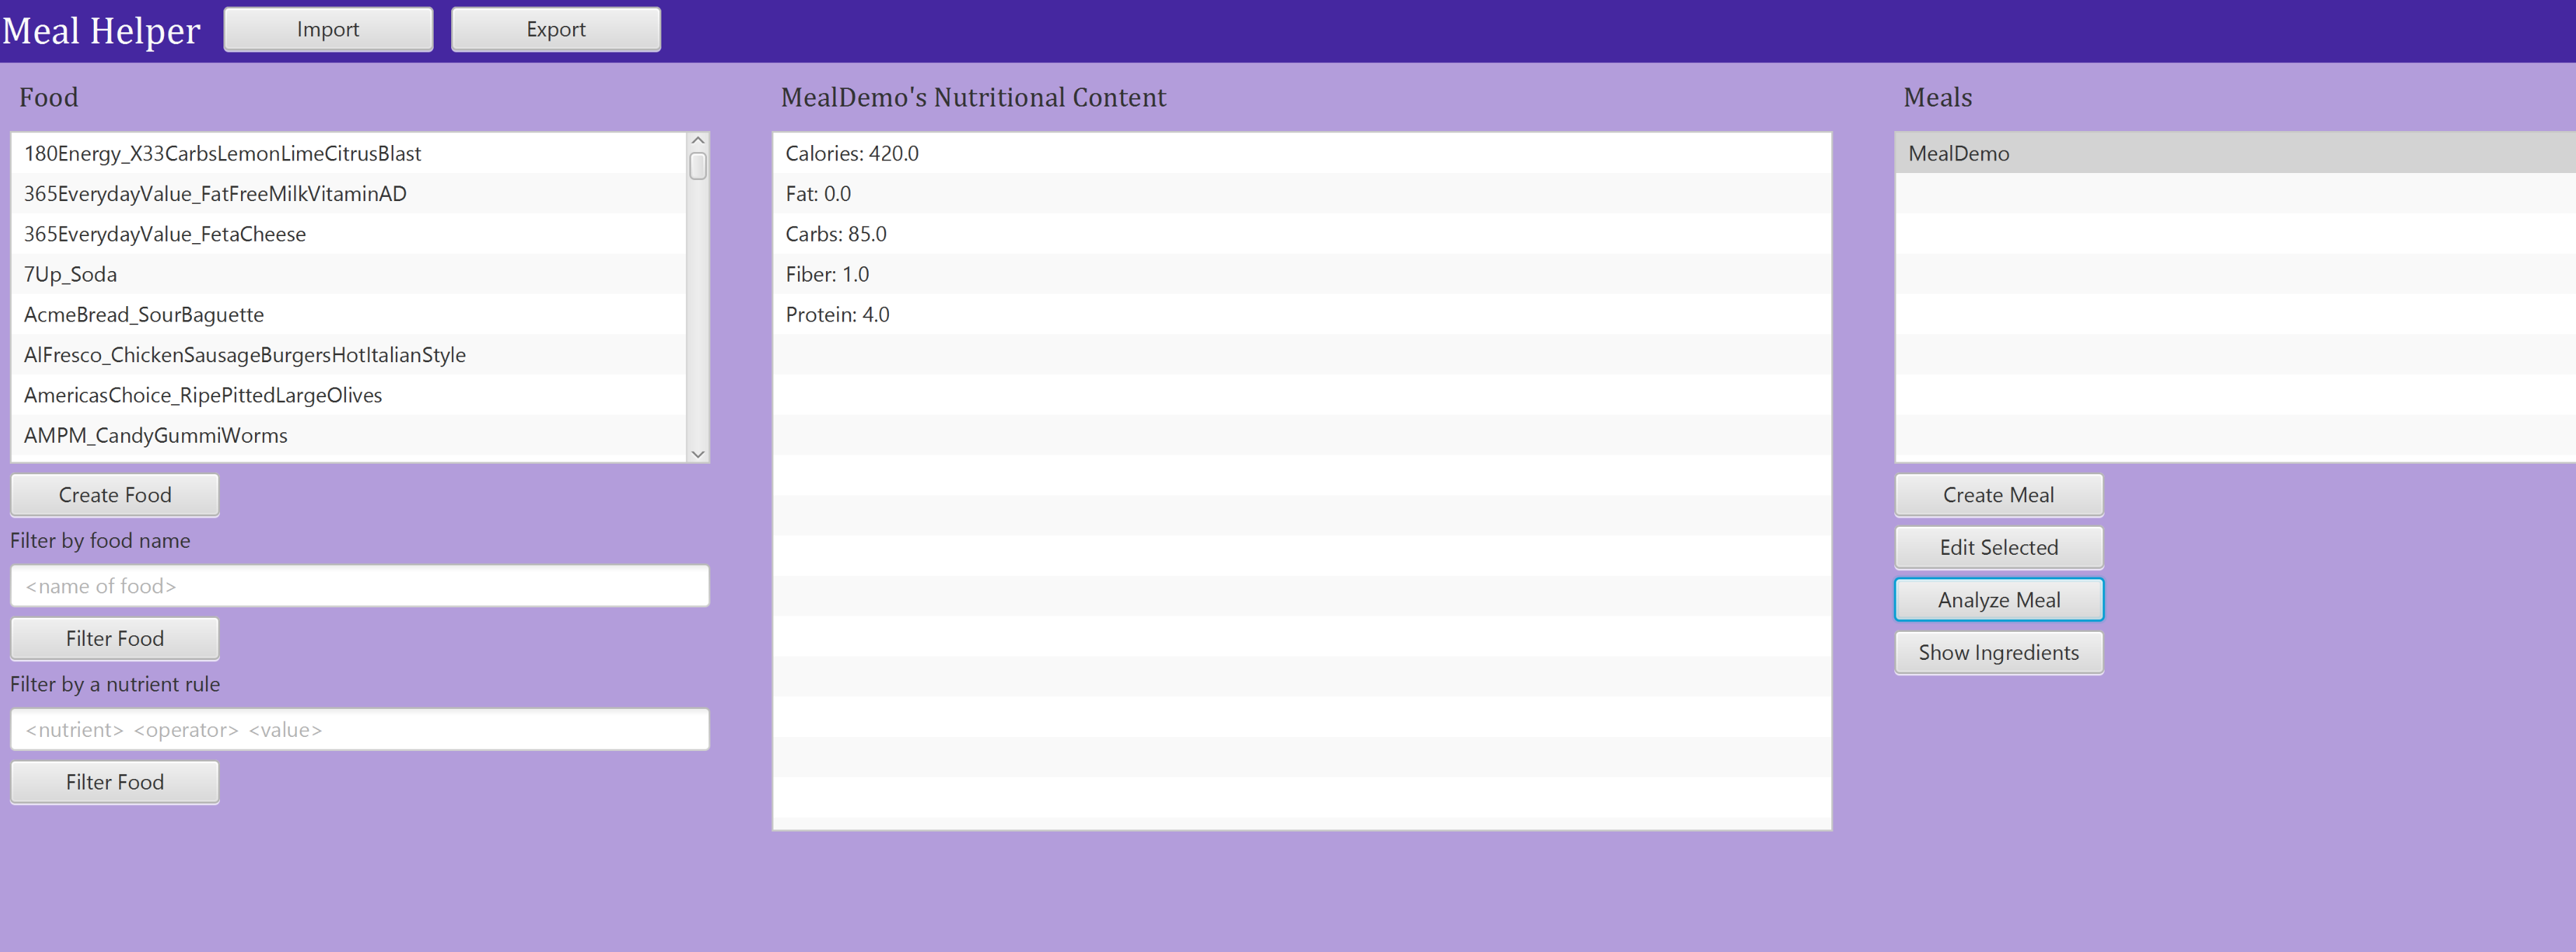 Meal Helper Import Export
Food
180Energy_X33CarbsLemonLimeCitrusBlast
365EverydayValue_FatFreeMilkVitaminAD
365EverydayValue_FetaCheese
7Up_Soda
AcmeBread_SourBaguette
AlFresco_ChickenSausageBurgersHotItalianStyle
AmericasChoice_RipePittedLargeOlives
AMPM_CandyGummiWorms
Create Food
Filter by food name
<name of food>
Filter Food
Filter by a nutrient rule
<nutrient> <operator> <value>
Filter Food
MealDemo's Nutritional Content
Calories: 420.0
Fat: 0.0
Carbs: 85.0
Fiber: 1.0
Protein: 4.0
Meals
MealDemo
Create Meal
Edit Selected
Analyze Meal
Show Ingredients